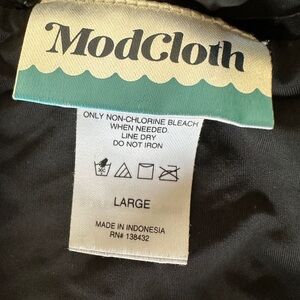 ModCloth
ONLY NON-CHLORINE BLEACH
WHEN NEEDED
LINE DRY
DO NOT IRON
LARGE
MADE IN INDONESIA
RN# 138432